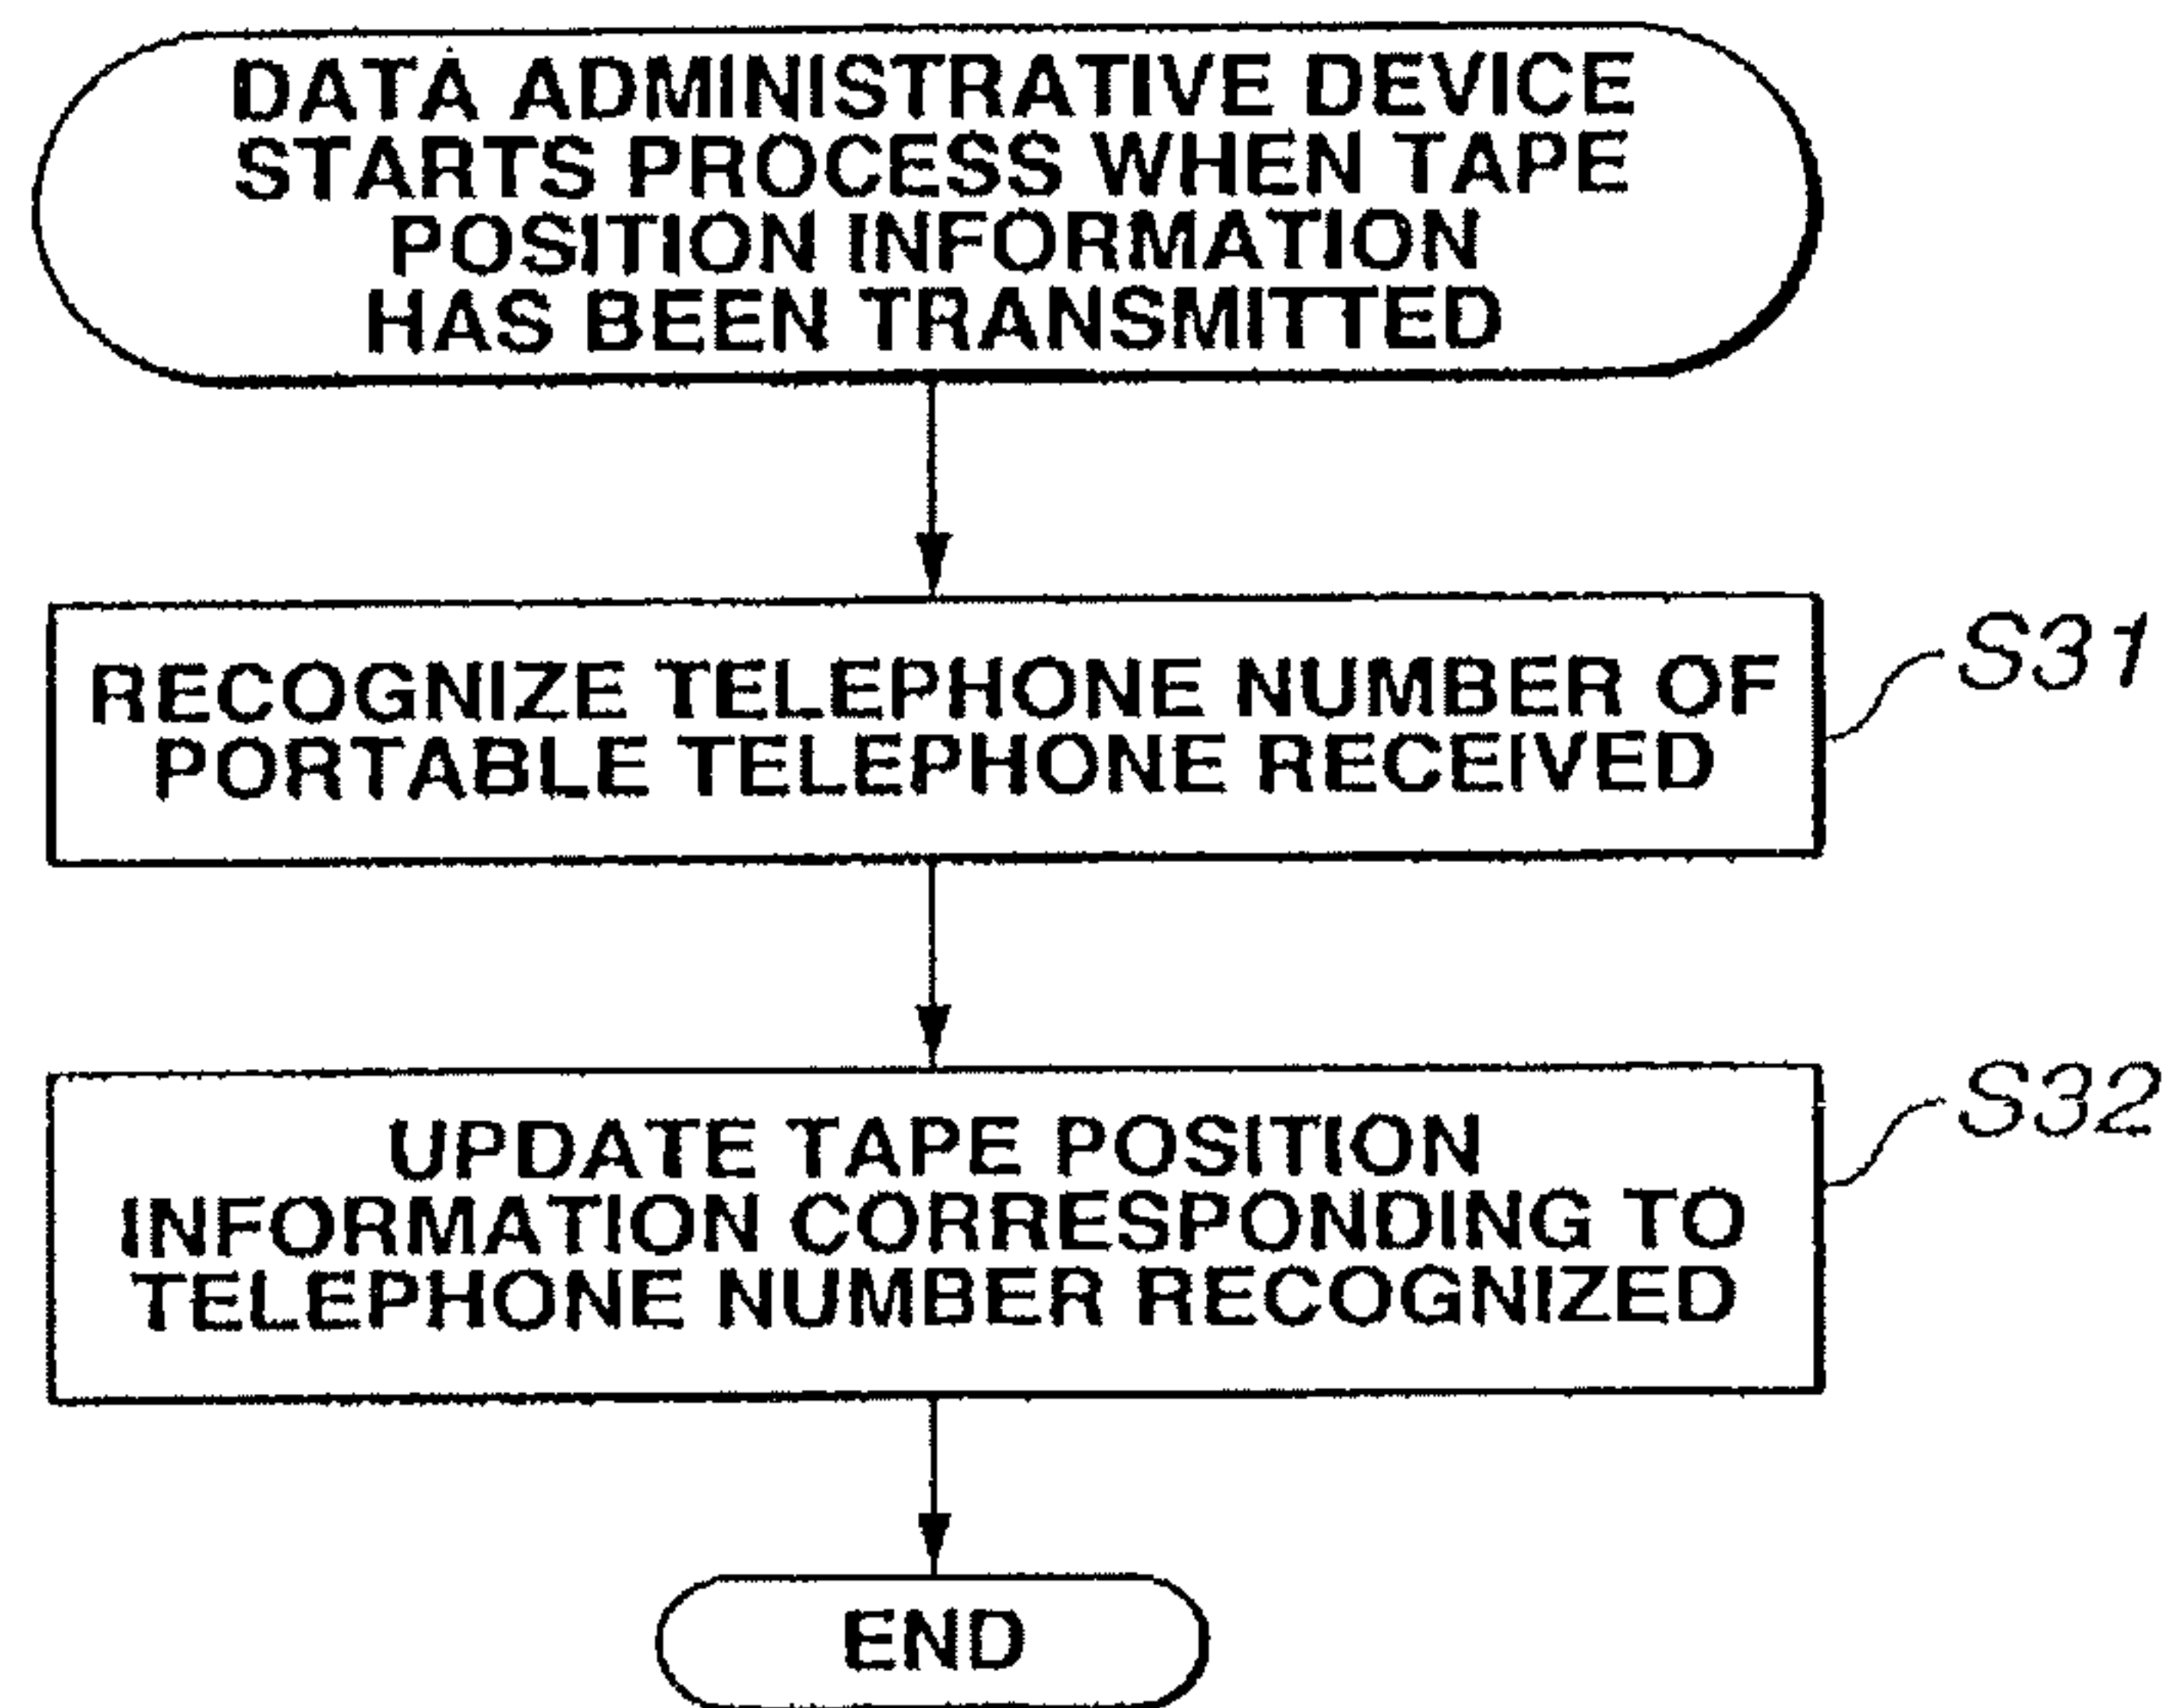 DATA ADMINISTRATIVE DEVICE
STARTS PROCESS WHEN TAPE
POSITION INFORMATION
HAS BEEN TRANSMITTED
RECOGNIZE TELEPHONE NUMBER OF
PORTABLE TELEPHONE RECEIVED
S31
UPDATE TAPE POSITION
INFORMATION CORRESPONDING TO
TELEPHONE NUMBER RECOGNIZED
S32
END